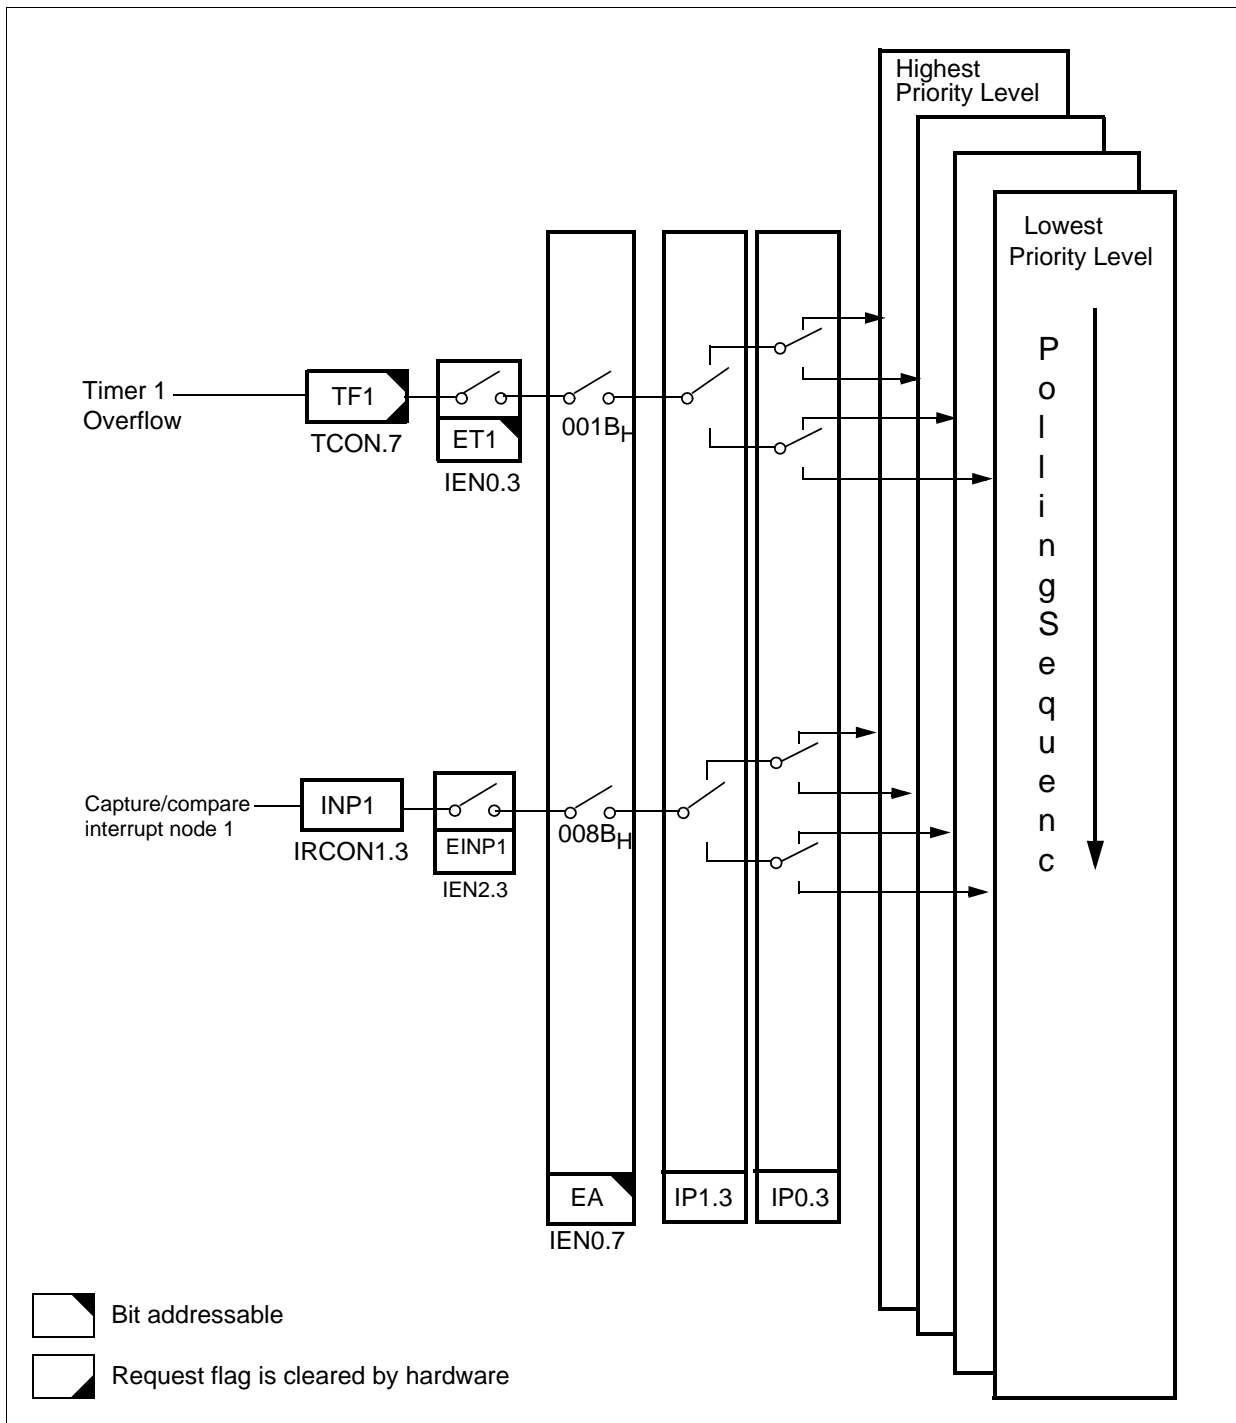 Highest
Priority Level
Lowest
Priority Level
Timer 1
Overflow
TF1
TCON.7
ET1
IEN0.3
001BH
Capture/compare
interrupt node 1
INP1
IRCON1.3
EINP1
IEN2.3
008BH
P
o
l
l
i
n
g
S
e
q
u
e
n
c
EA
IEN0.7
IP1.3
IP0.3
Bit addressable
Request flag is cleared by hardware